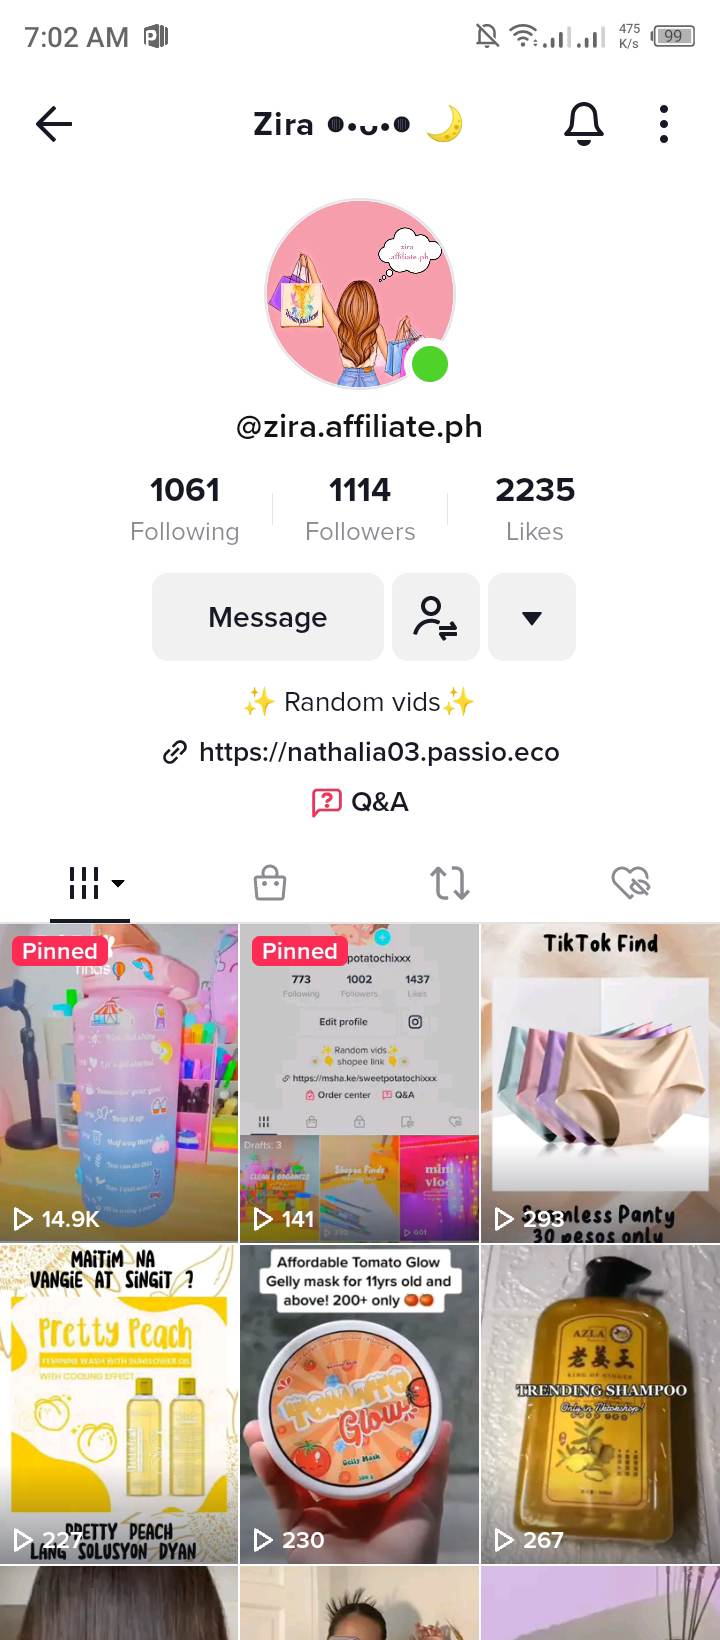 7:02 AM
475
K/s
99
Zira
zira
.affiliate.ph
@zira.affiliate.ph
1061
1114
2235
Following
Followers
Likes
Message
✨ Random vids✨
https://nathalia03.passio.eco
Q&A
Pinned
finds
14.9K
Pinned
potatochixxx
773
1002
1437
Following
Followers
Likes
Edit profile
✨ Random vids✨
shopee link
https://msha.ke/sweetpotatochixxx
Order center
Q&A
Drafts: 3
CLEAN & ORGANIZE
Shopee Finds
mini
vlog
601
141
TikTok Find
Seamless Panty
30 pesos only
293
MAiTiM NA
VANGiE AT SiNGiT ?
Pretty Peach
FEMININE WASH WITH SUNFLOWER OIL
WITH COOLING EFFECT
PRETTY PEACH
LANG SOLUSYON DYAN
227
Affordable Tomato Glow
Gelly mask for 11yrs old and
above! 200+ only 🍅🍅
TOMATO
Glow
Gelly Mask
230
AZLA
老姜王
KING OF GINGER
TRENDING SHAMPOO
Only in Tiktokshop!
267